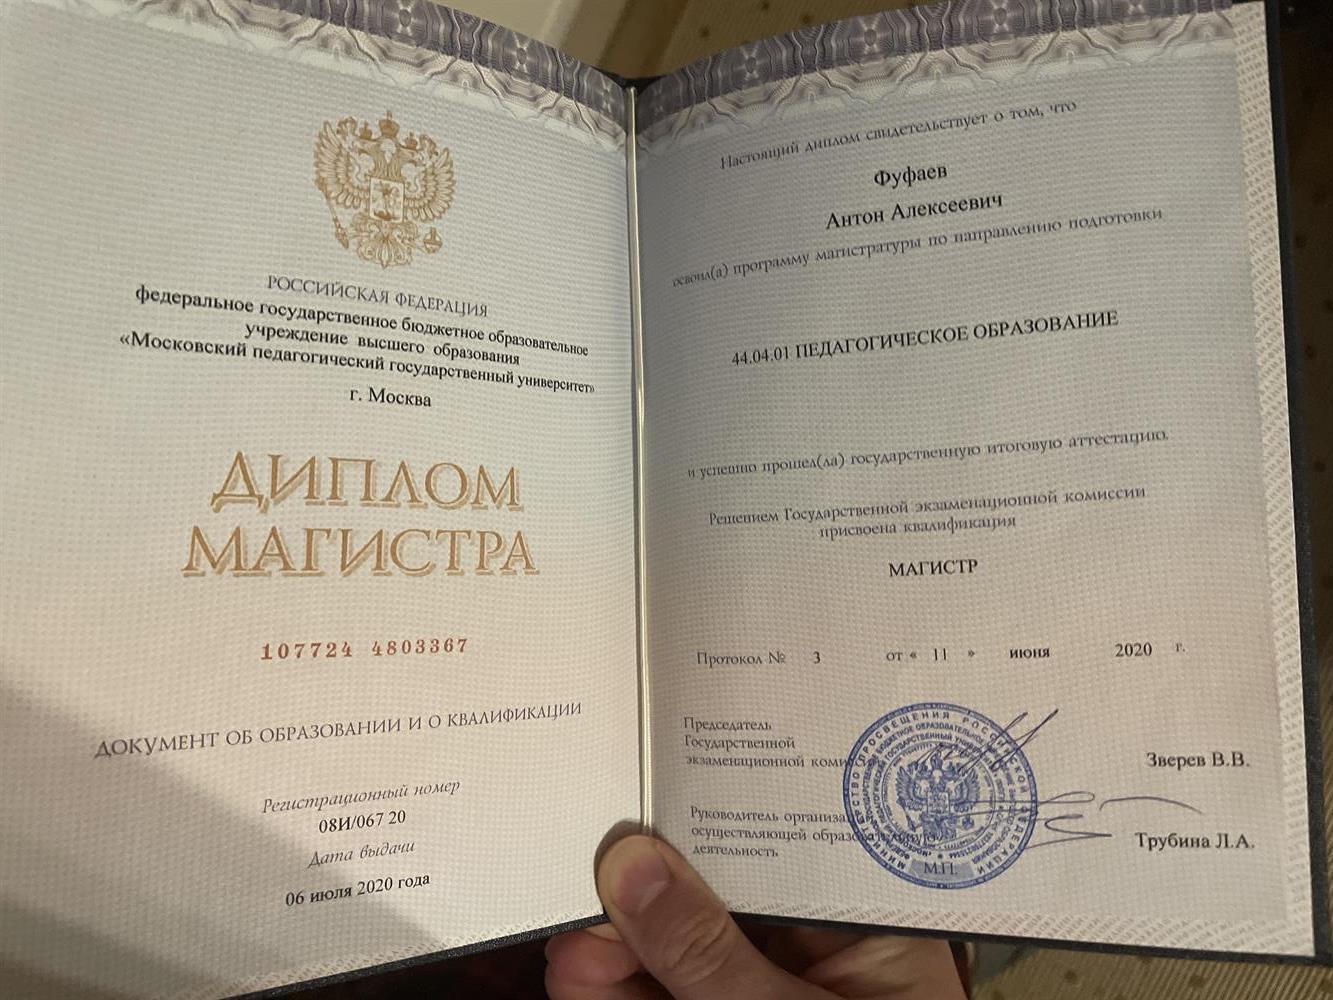 РОССИЙСКАЯ ФЕДЕРАЦИЯ
федеральное государственное бюджетное образовательное
учреждение высшего образования
«Московский педагогический государственный университет»
г. Москва
ДИПЛОМ
МАГИСТРА
107724 4803367
ДОКУМЕНТ ОБ ОБРАЗОВАНИИ И О КВАЛИФИКАЦИИ
Регистрационный номер
08И/067 20
Дата выдачи
06 июля 2020 года
Настоящий диплом свидетельствует о том, что
Фуфаев
Антон Алексеевич
освоил(а) программу магистратуры по направлению подготовки
44.04.01 ПЕДАГОГИЧЕСКОЕ ОБРАЗОВАНИЕ
и успешно прошел(ла) государственную итоговую аттестацию.
Решением Государственной экзаменационной комиссии
присвоена квалификация
МАГИСТР
Протокол № 3 от « 11 » июня 2020 г.
Председатель
Государственной
экзаменационной
Зверев В.В.
Руководитель
осуществляющей
деятельность
Трубина Л.А.
М.П.
МИНИСТЕРСТВО ПРОСВЕЩЕНИЯ РОССИЙСКОЙ ФЕДЕРАЦИИ